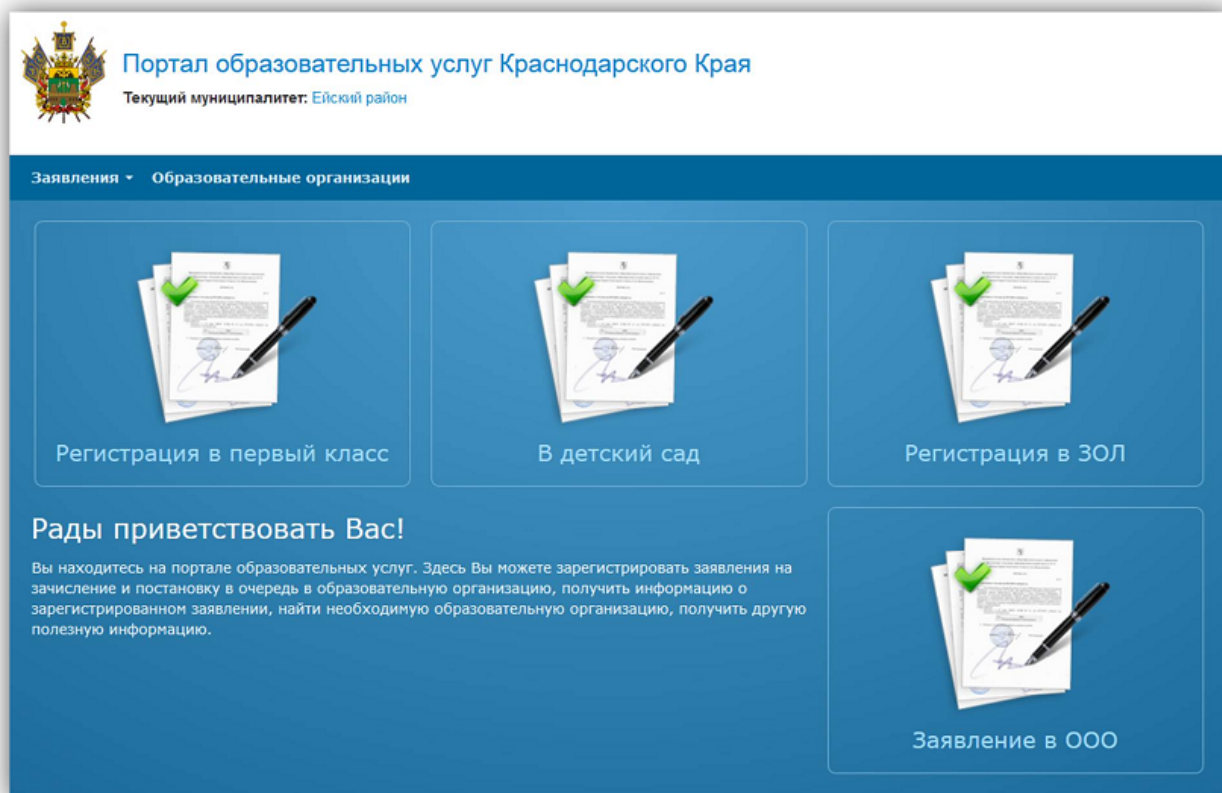 Портал образовательных услуг Краснодарского Края
Текущий муниципалитет: Ейский район
Заявления
Образовательные организации
Регистрация в первый класс
В детский сад
Регистрация в ЗОЛ
Рады приветствовать Вас!
Вы находитесь на портале образовательных услуг. Здесь Вы можете зарегистрировать заявления на
зачисление и постановку в очередь в образовательную организацию, получить информацию о
зарегистрированном заявлении, найти необходимую образовательную организацию, получить другую
полезную информацию.
Заявление в ООО